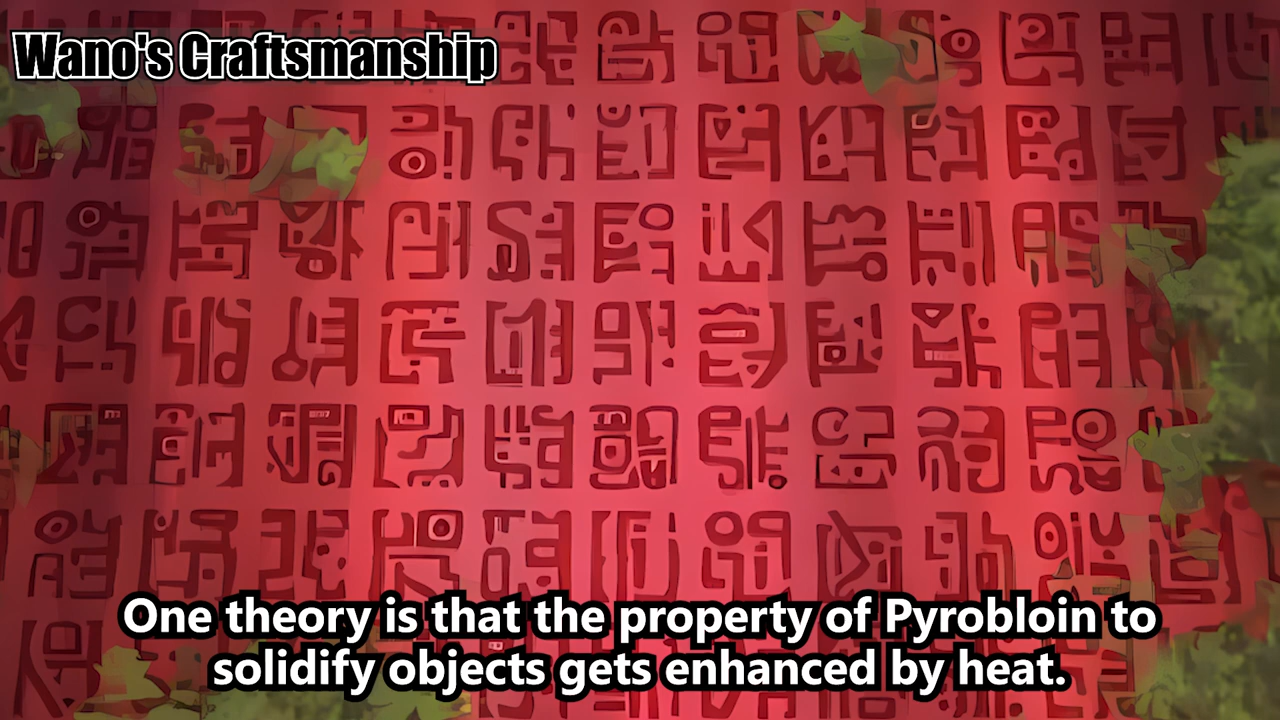 Wano's Craftsmanship
One theory is that the property of Pyrobloin to
solidify objects gets enhanced by heat.